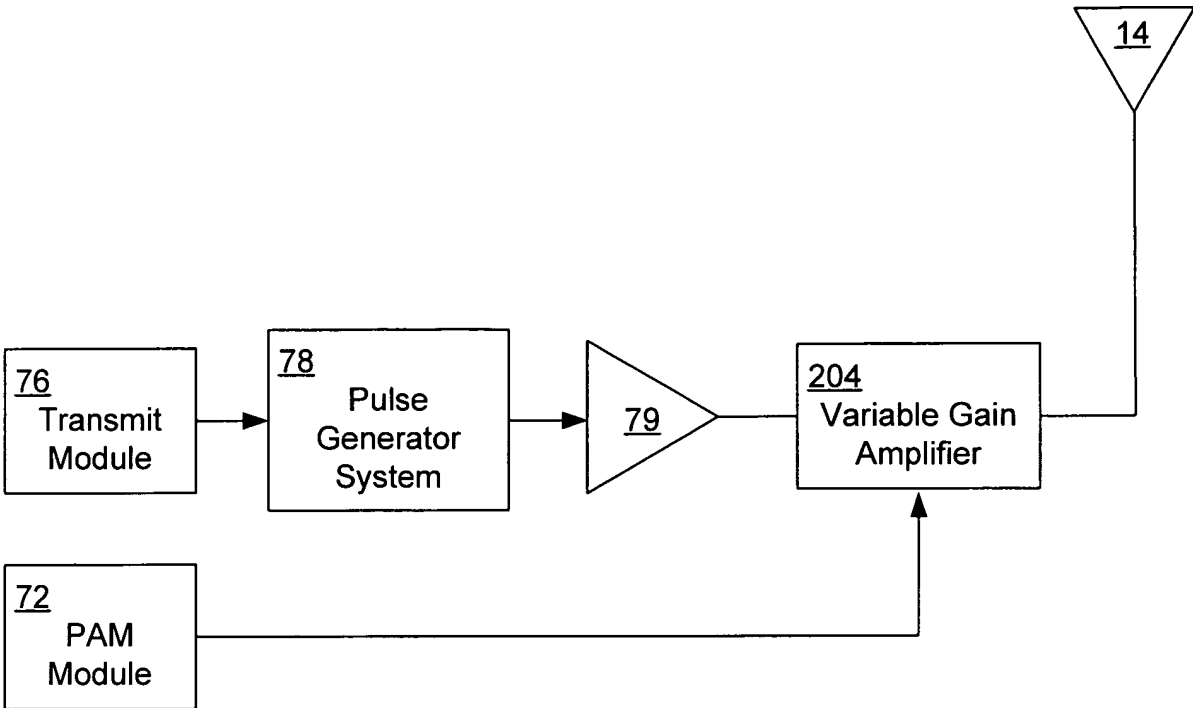 14
76
Transmit
Module
78
Pulse
Generator
System
79
204
Variable Gain
Amplifier
72
PAM
Module